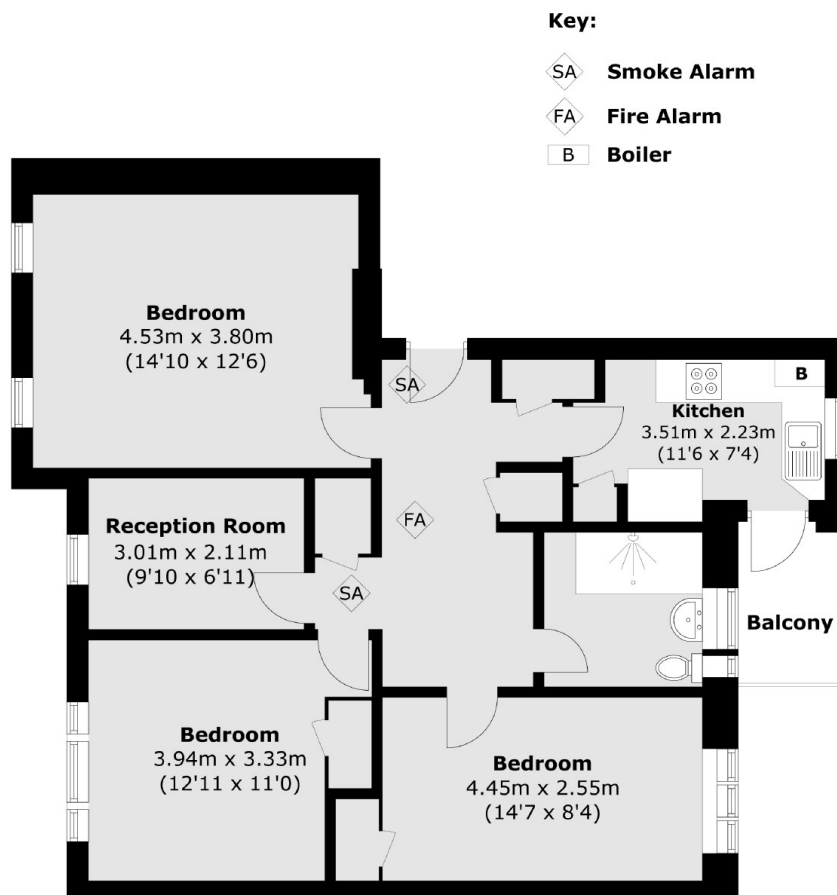 Key:
SA Smoke Alarm
FA Fire Alarm
B Boiler
Bedroom
4.53m x 3.80m
(14'10 x 12'6)
SA
B
Kitchen
3.51m x 2.23m
(11'6 x 7'4)
Reception Room
3.01m x 2.11m
(9'10 x 6'11)
FA
SA
Balcony
Bedroom
3.94m x 3.33m
(12'11 x 11'0)
Bedroom
4.45m x 2.55m
(14'7 x 8'4)